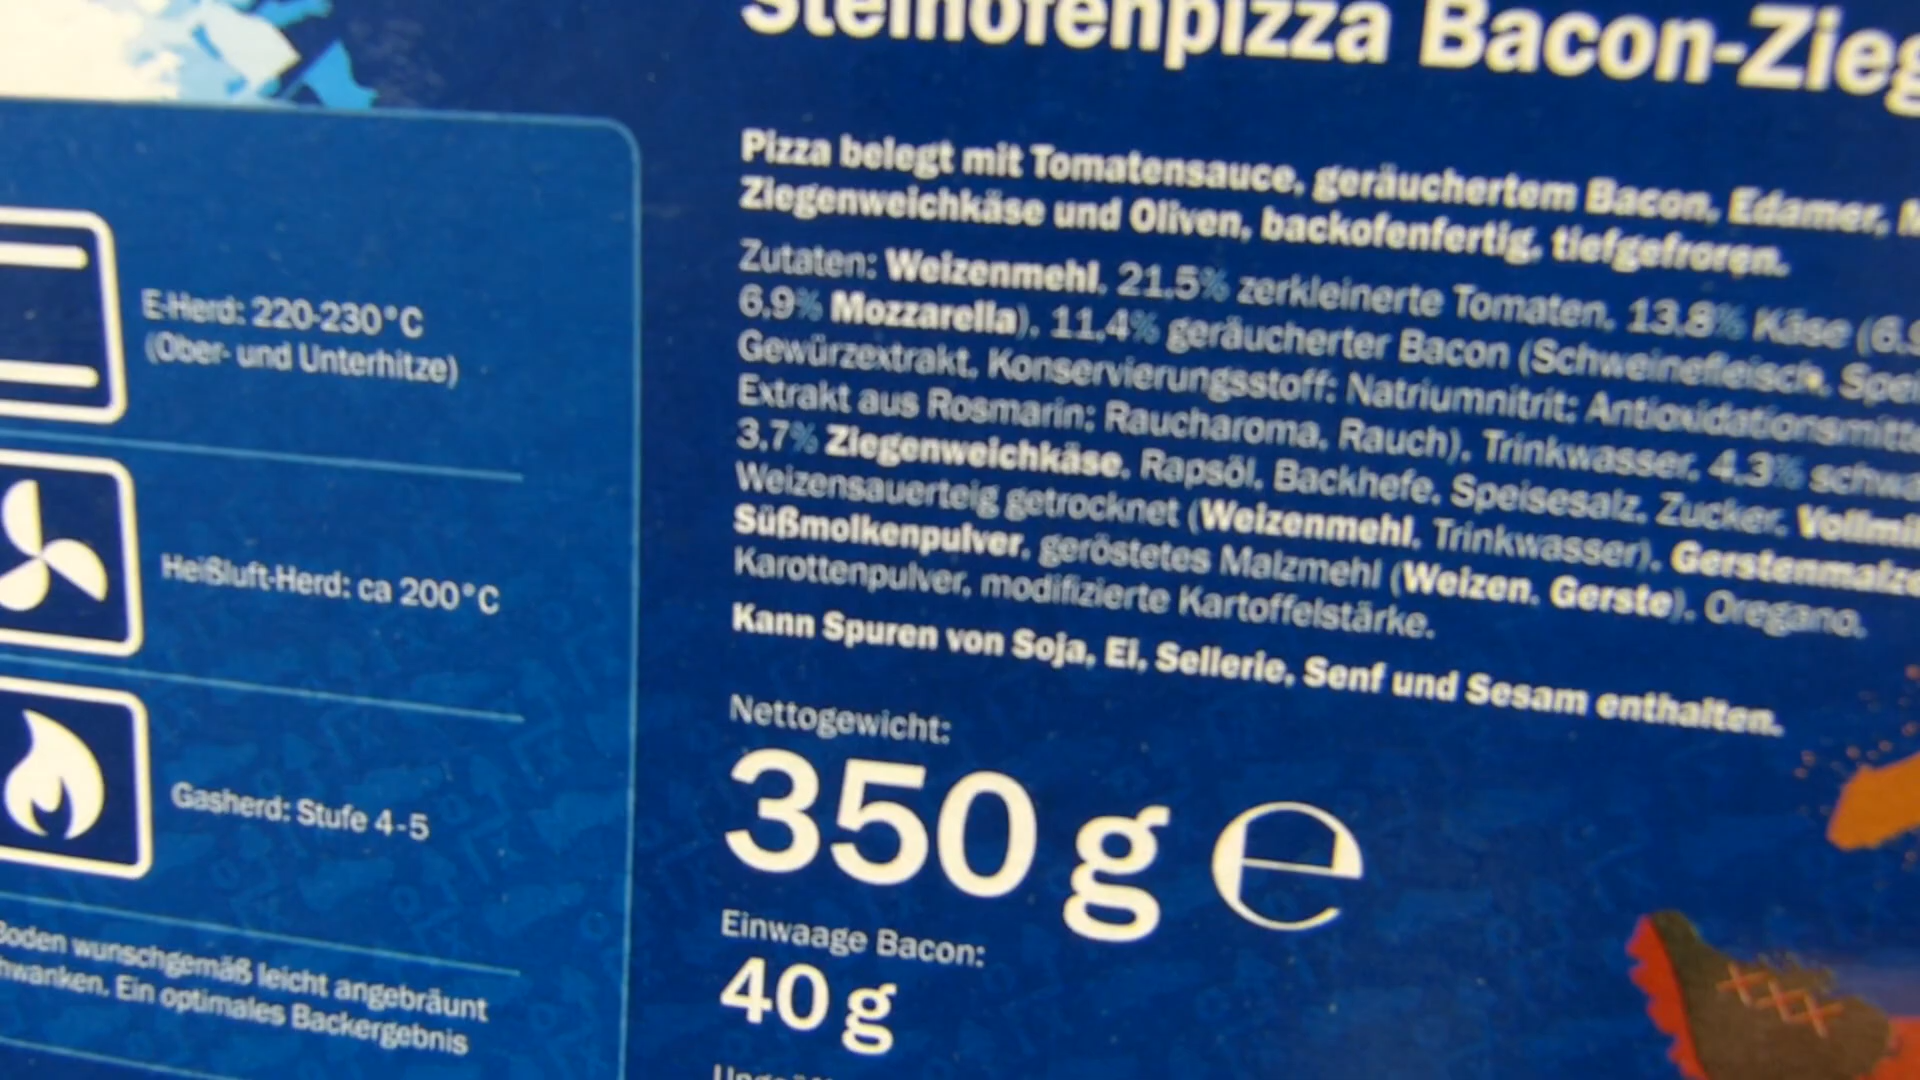 Steinofenpizza Bacon-Zieg
Pizza belegt mit Tomatensauce, geräuchertem Bacon, Edamer,
Ziegenweichkäse und Oliven, backofenfertig, tiefgefroren.
Zutaten: Weizenmehl, 21,5% zerkleinerte Tomaten, 13,8% Käse (6,9
6,9% Mozzarella), 11,4% geräucherter Bacon (Schweinefleisch, Spei
Gewürzextrakt, Konservierungsstoff: Natriumnitrit; Antioxidationsmitte
Extrakt aus Rosmarin; Raucharoma, Rauch), Trinkwasser, 4,3% schwa
3,7% Ziegenweichkäse, Rapsöl, Backhefe, Speisesalz, Zucker, Vollmil
Weizensauerteig getrocknet (Weizenmehl, Trinkwasser), Gerstenmalze
Süßmolkenpulver, geröstetes Malzmehl (Weizen, Gerste), Oregano,
Karottenpulver, modifizierte Kartoffelstärke.
Kann Spuren von Soja, Ei, Sellerie, Senf und Sesam enthalten.
Nettogewicht:
350 g e
Einwaage Bacon:
40 g
E-Herd: 220-230°C
(Ober- und Unterhitze)
Heißluft-Herd: ca 200°C
Gasherd: Stufe 4-5
Boden wunschgemäß leicht angebräunt
hwanken. Ein optimales Backergebnis